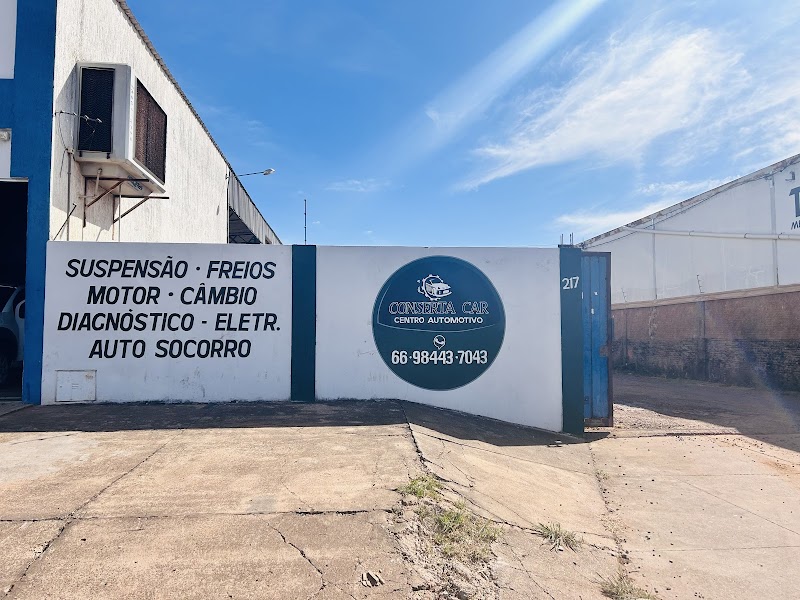 SUSPENSÃO · FREIOS
MOTOR · CÂMBIO
DIAGNÓSTICO - ELETR.
AUTO SOCORRO
CONSERTA CAR
CENTRO AUTOMOTIVO
66-98443-7043
217